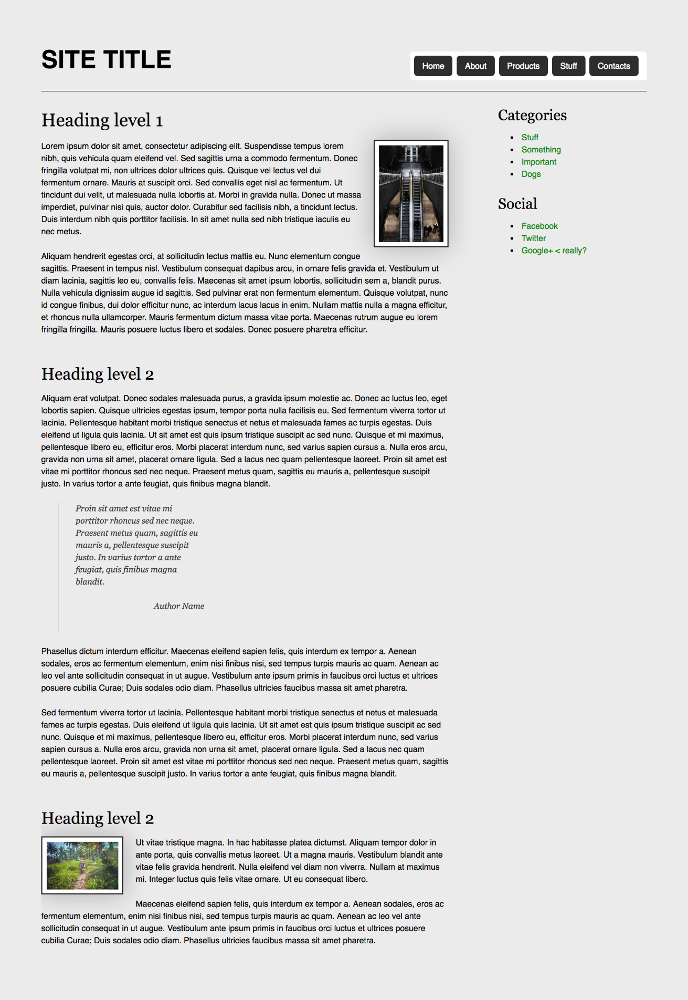 SITE TITLE
Home
About
Products
Stuff
Contacts
Heading level 1
Lorem ipsum dolor sit amet, consectetur adipiscing elit. Suspendisse tempus lorem
nibh, quis vehicula quam eleifend vel. Sed sagittis urna a commodo fermentum. Donec
fringilla volutpat mi, non ultrices dolor ultrices quis. Quisque vel lectus vel dui
fermentum ornare. Mauris at suscipit orci. Sed convallis eget nisl ac fermentum. Ut
tincidunt dui velit, ut malesuada nulla lobortis at. Morbi in gravida nulla. Donec ut massa
imperdiet, pulvinar nisi quis, auctor dolor. Curabitur sed facilisis nibh, a tincidunt lectus.
Duis interdum nibh quis porttitor facilisis. In sit amet nulla sed nibh tristique iaculis eu
nec metus.
Aliquam hendrerit egestas orci, at sollicitudin lectus mattis eu. Nunc elementum congue
sagittis. Praesent in tempus nisl. Vestibulum consequat dapibus arcu, in ornare felis gravida et. Vestibulum ut
diam lacinia, sagittis leo eu, convallis felis. Maecenas sit amet ipsum lobortis, sollicitudin sem a, blandit purus.
Nulla vehicula dignissim augue id sagittis. Sed pulvinar erat non fermentum elementum. Quisque volutpat, nunc
id congue finibus, dui dolor efficitur nunc, ac interdum lacus lacus in enim. Nullam mattis nulla a magna efficitur,
et rhoncus nulla ullamcorper. Mauris fermentum dictum massa vitae porta. Maecenas rutrum augue eu lorem
fringilla fringilla. Mauris posuere luctus libero et sodales. Donec posuere pharetra efficitur.
Heading level 2
Aliquam erat volutpat. Donec sodales malesuada purus, a gravida ipsum molestie ac. Donec ac luctus leo, eget
lobortis sapien. Quisque ultricies egestas ipsum, tempor porta nulla facilisis eu. Sed fermentum viverra tortor ut
lacinia. Pellentesque habitant morbi tristique senectus et netus et malesuada fames ac turpis egestas. Duis
eleifend ut ligula quis lacinia. Ut sit amet est quis ipsum tristique suscipit ac sed nunc. Quisque et mi maximus,
pellentesque libero eu, efficitur eros. Morbi placerat interdum nunc, sed varius sapien cursus a. Nulla eros arcu,
gravida non urna sit amet, placerat ornare ligula. Sed a lacus nec quam pellentesque laoreet. Proin sit amet est
vitae mi porttitor rhoncus sed nec neque. Praesent metus quam, sagittis eu mauris a, pellentesque suscipit
justo. In varius tortor a ante feugiat, quis finibus magna blandit.
Proin sit amet est vitae mi
porttitor rhoncus sed nec neque.
Praesent metus quam, sagittis eu
mauris a, pellentesque suscipit
justo. In varius tortor a ante
feugiat, quis finibus magna
blandit.
Author Name
Phasellus dictum interdum efficitur. Maecenas eleifend sapien felis, quis interdum ex tempor a. Aenean
sodales, eros ac fermentum elementum, enim nisi finibus nisi, sed tempus turpis mauris ac quam. Aenean ac
leo vel ante sollicitudin consequat in ut augue. Vestibulum ante ipsum primis in faucibus orci luctus et ultrices
posuere cubilia Curae; Duis sodales odio diam. Phasellus ultricies faucibus massa sit amet pharetra.
Sed fermentum viverra tortor ut lacinia. Pellentesque habitant morbi tristique senectus et netus et malesuada
fames ac turpis egestas. Duis eleifend ut ligula quis lacinia. Ut sit amet est quis ipsum tristique suscipit ac sed
nunc. Quisque et mi maximus, pellentesque libero eu, efficitur eros. Morbi placerat interdum nunc, sed varius
sapien cursus a. Nulla eros arcu, gravida non urna sit amet, placerat ornare ligula. Sed a lacus nec quam
pellentesque laoreet. Proin sit amet est vitae mi porttitor rhoncus sed nec neque. Praesent metus quam, sagittis
eu mauris a, pellentesque suscipit justo. In varius tortor a ante feugiat, quis finibus magna blandit.
Heading level 2
Ut vitae tristique magna. In hac habitasse platea dictumst. Aliquam tempor dolor in
ante porta, quis convallis metus laoreet. Ut a magna mauris. Vestibulum blandit ante
vitae felis gravida hendrerit. Nulla eleifend vel diam non viverra. Nullam at maximus
mi. Integer luctus quis felis vitae ornare. Ut eu consequat libero.
Maecenas eleifend sapien felis, quis interdum ex tempor a. Aenean sodales, eros ac
fermentum elementum, enim nisi finibus nisi, sed tempus turpis mauris ac quam. Aenean ac leo vel ante
sollicitudin consequat in ut augue. Vestibulum ante ipsum primis in faucibus orci luctus et ultrices posuere
cubilia Curae; Duis sodales odio diam. Phasellus ultricies faucibus massa sit amet pharetra.
Categories
Stuff
Something
Important
Dogs
Social
Facebook
Twitter
Google+ < really?